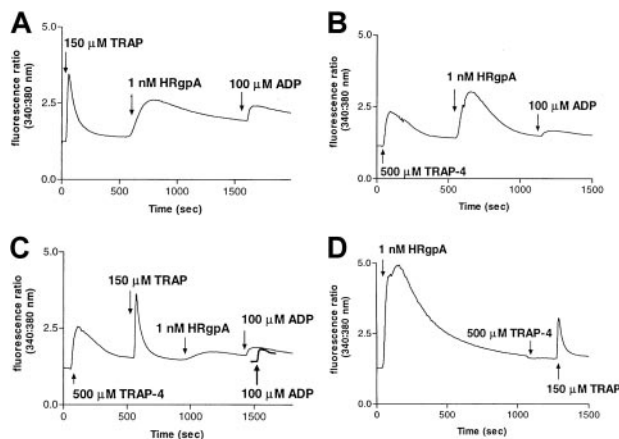 A
150 µM TRAP
1 nM HRgpA
100 µM ADP
fluorescence ratio
(340:380 nm)
5.0
2.5
0.0
0 500 1000 1500
Time (sec)
B
1 nM HRgpA
100 µM ADP
500 µM TRAP-4
fluorescence ratio
(340:380 nm)
5.0
2.5
0.0
0 500 1000 1500
Time (sec)
C
150 µM TRAP
1 nM HRgpA
100 µM ADP
500 µM TRAP-4
100 µM ADP
fluorescence ratio
(340:380 nm)
5.0
2.5
0.0
0 500 1000 1500
Time (sec)
D
1 nM HRgpA
500 µM TRAP-4
150 µM TRAP
fluorescence ratio
(340:380 nm)
5.0
2.5
0.0
0 500 1000 1500
Time (sec)